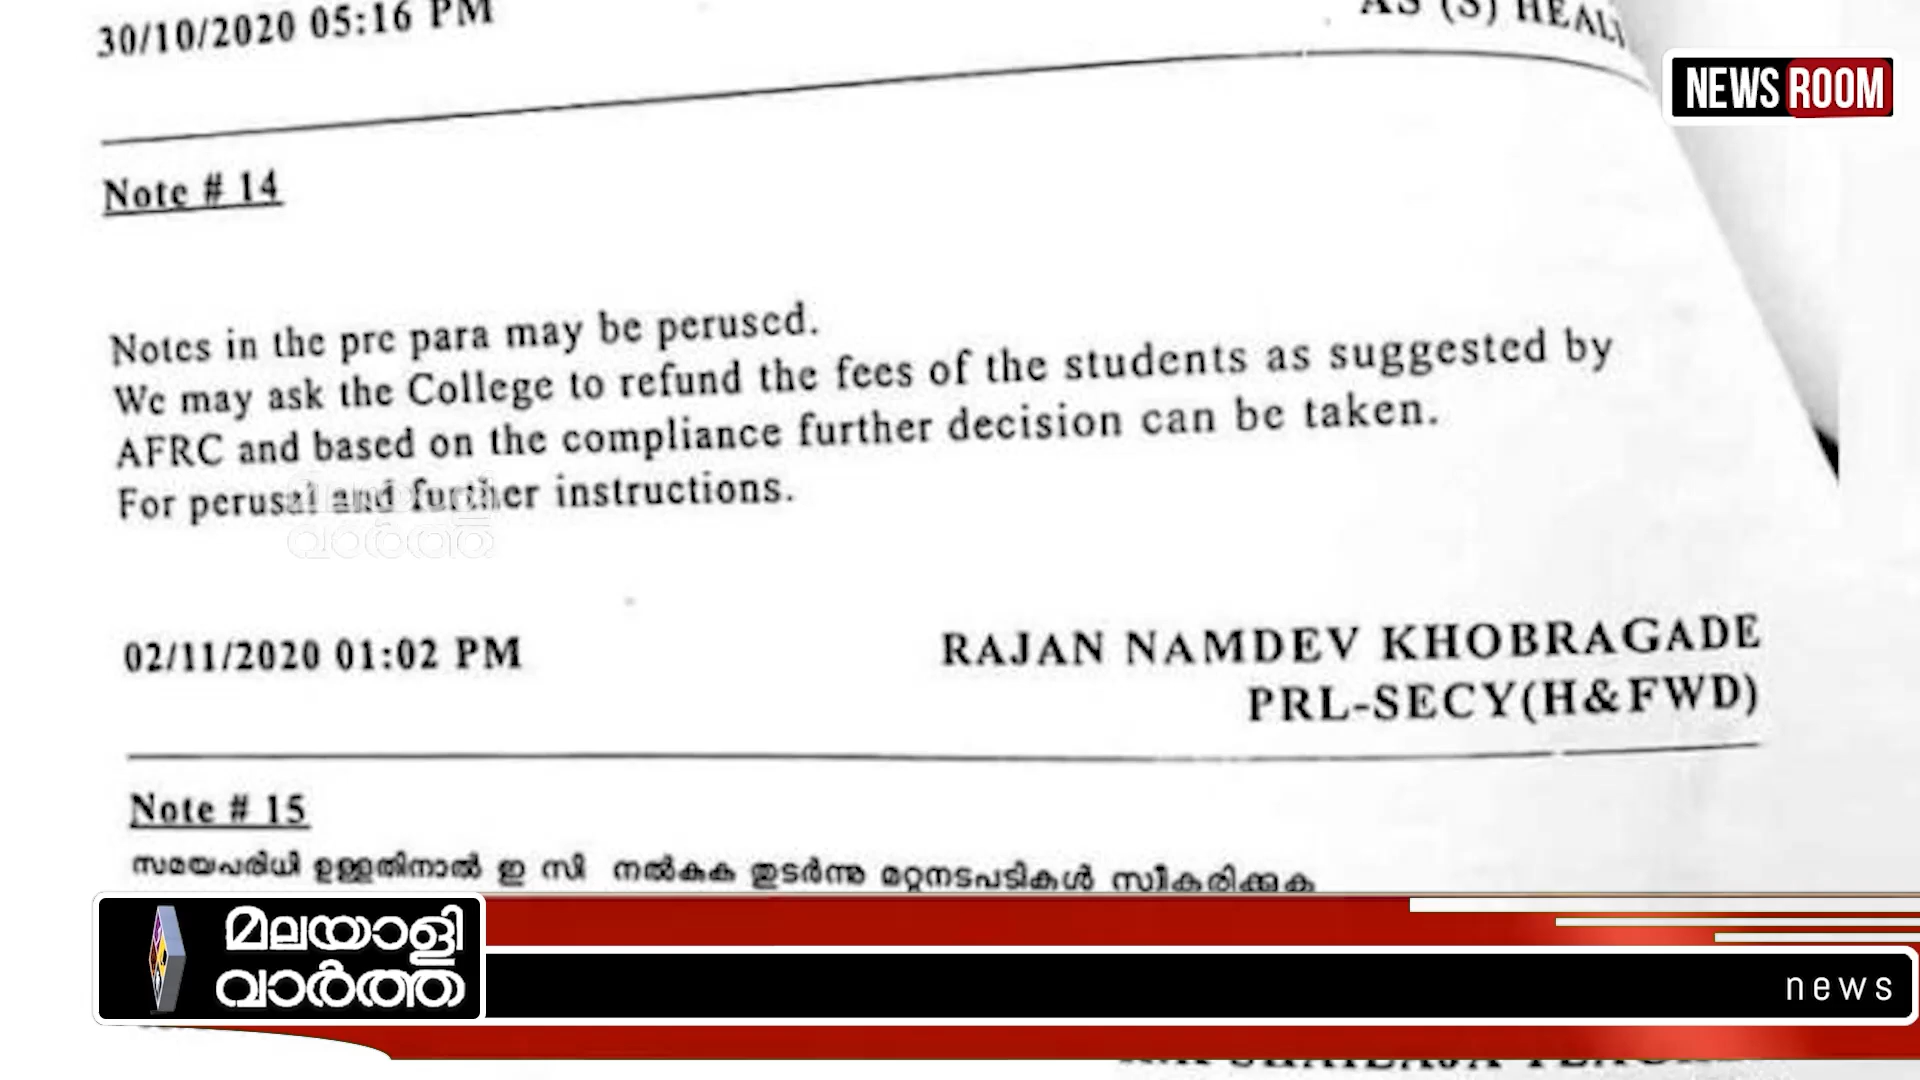 30/10/2020 05:16 PM
AS (S) HEAL
NEWS ROOM
Note # 14
Notes in the pre para may be perused.
We may ask the College to refund the fees of the students as suggested by
AFRC and based on the compliance further decision can be taken.
For perusal and further instructions.
വാർത്ത
02/11/2020 01:02 PM
RAJAN NAMDEV KHOBRAGADE
PRL-SECY(H&FWD)
Note # 15
സമയപരിധി ഉള്ളതിനാൽ ഇ സി നൽകുക തുടർന്നു മറ്റുനടപടികൾ സ്വീകരിക്കുക
മലയാളി
വാർത്ത
news